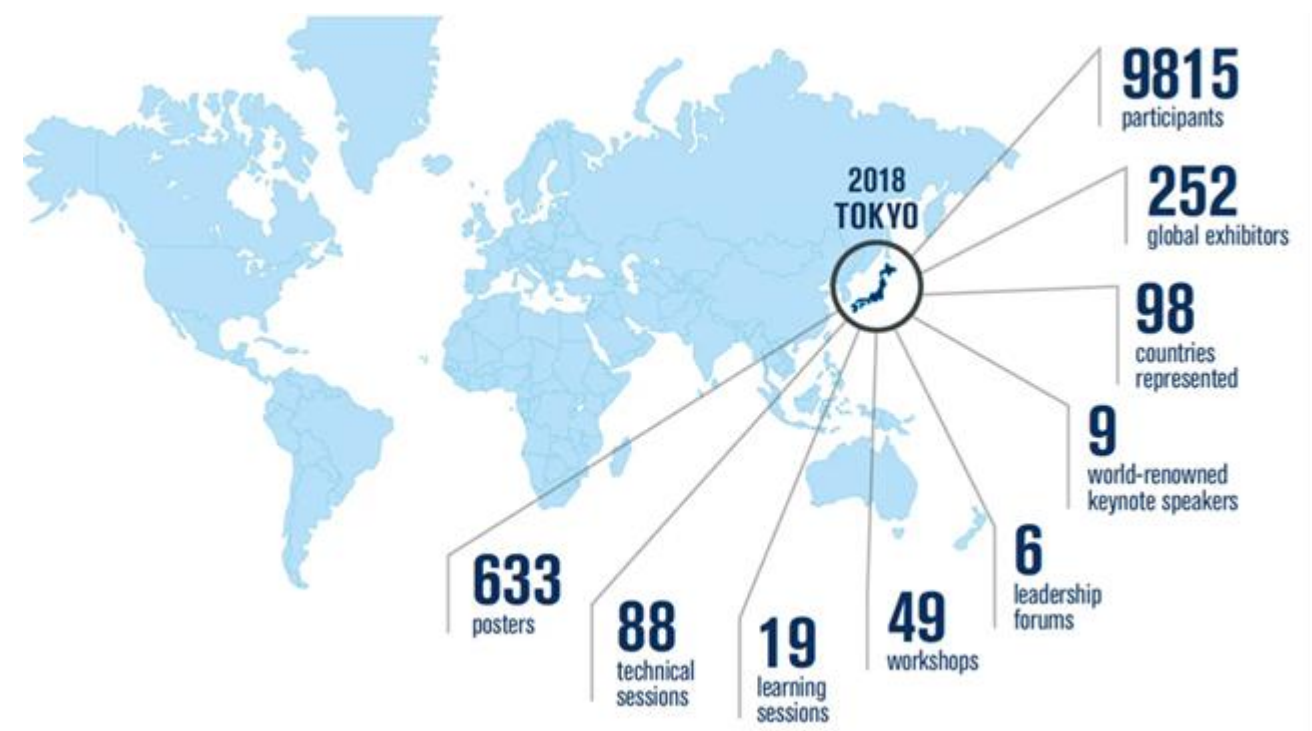 2018
TOKYO
9815
participants
252
global exhibitors
98
countries
represented
9
world-renowned
keynote speakers
6
leadership
forums
49
workshops
19
learning
sessions
88
technical
sessions
633
posters